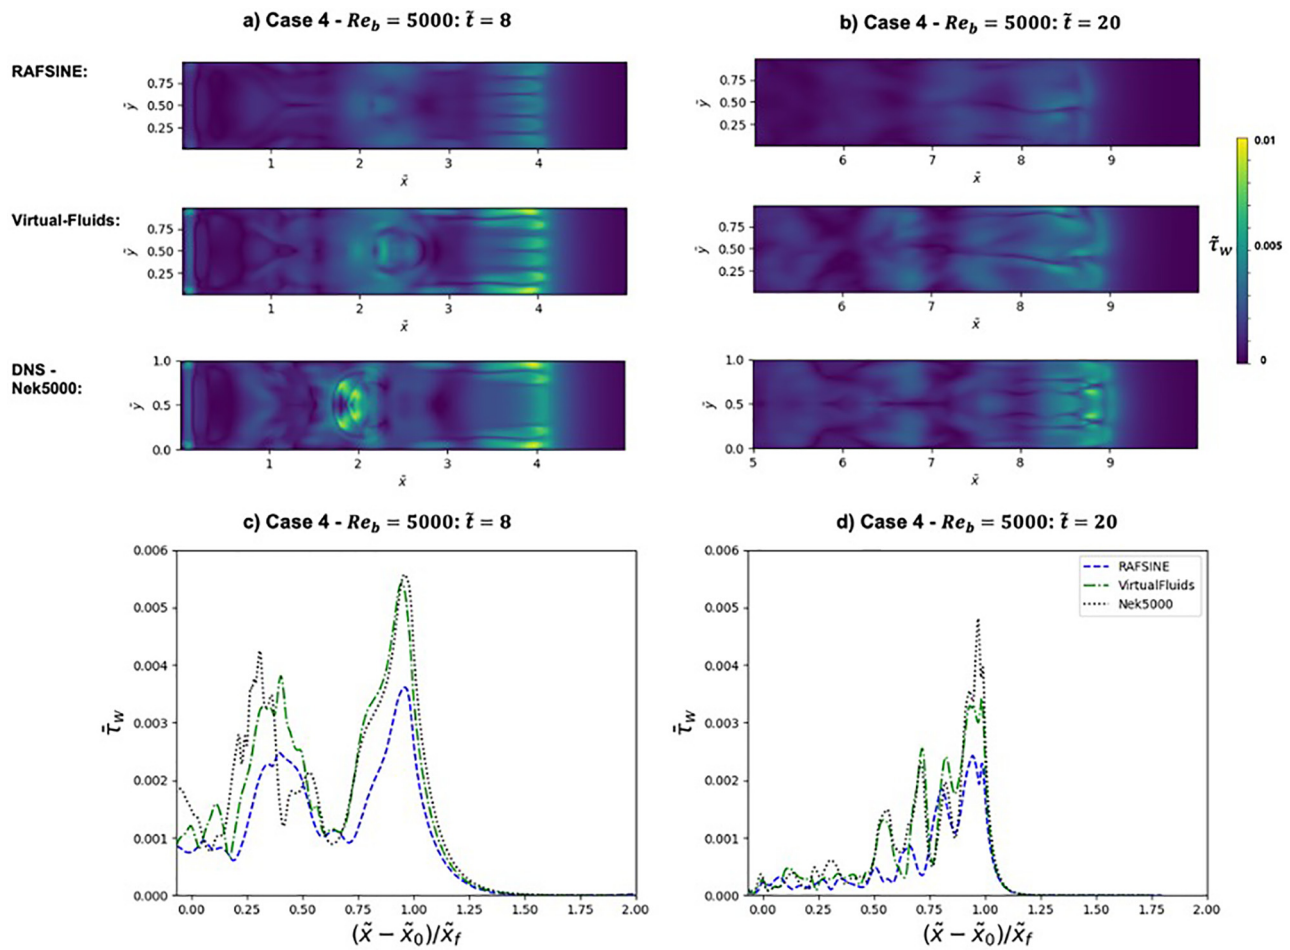 a) Case 4 - Re_b = 5000: t̃ = 8
b) Case 4 - Re_b = 5000: t̃ = 20
RAFSINE:
0.75
0.50
0.25
ỹ
1 2 3 4
x̃
0.75
0.50
0.25
ỹ
6 7 8 9
x̃
Virtual-Fluids:
0.75
0.50
0.25
ỹ
1 2 3 4
x̃
0.75
0.50
0.25
ỹ
6 7 8 9
x̃
0.01
0.005
0
τ̃_w
DNS -
Nek5000:
1.0
0.5
0.0
ỹ
1 2 3 4
x̃
1.0
0.5
0.0
ỹ
5 6 7 8 9
x̃
c) Case 4 - Re_b = 5000: t̃ = 8
0.006
0.005
0.004
0.003
0.002
0.001
0.000
τ̄_w
0.00 0.25 0.50 0.75 1.00 1.25 1.50 1.75 2.00
(x̃ − x̃_0)/x̃_f
d) Case 4 - Re_b = 5000: t̃ = 20
RAFSINE
VirtualFluids
Nek5000
0.006
0.005
0.004
0.003
0.002
0.001
0.000
τ̄_w
0.00 0.25 0.50 0.75 1.00 1.25 1.50 1.75 2.00
(x̃ − x̃_0)/x̃_f